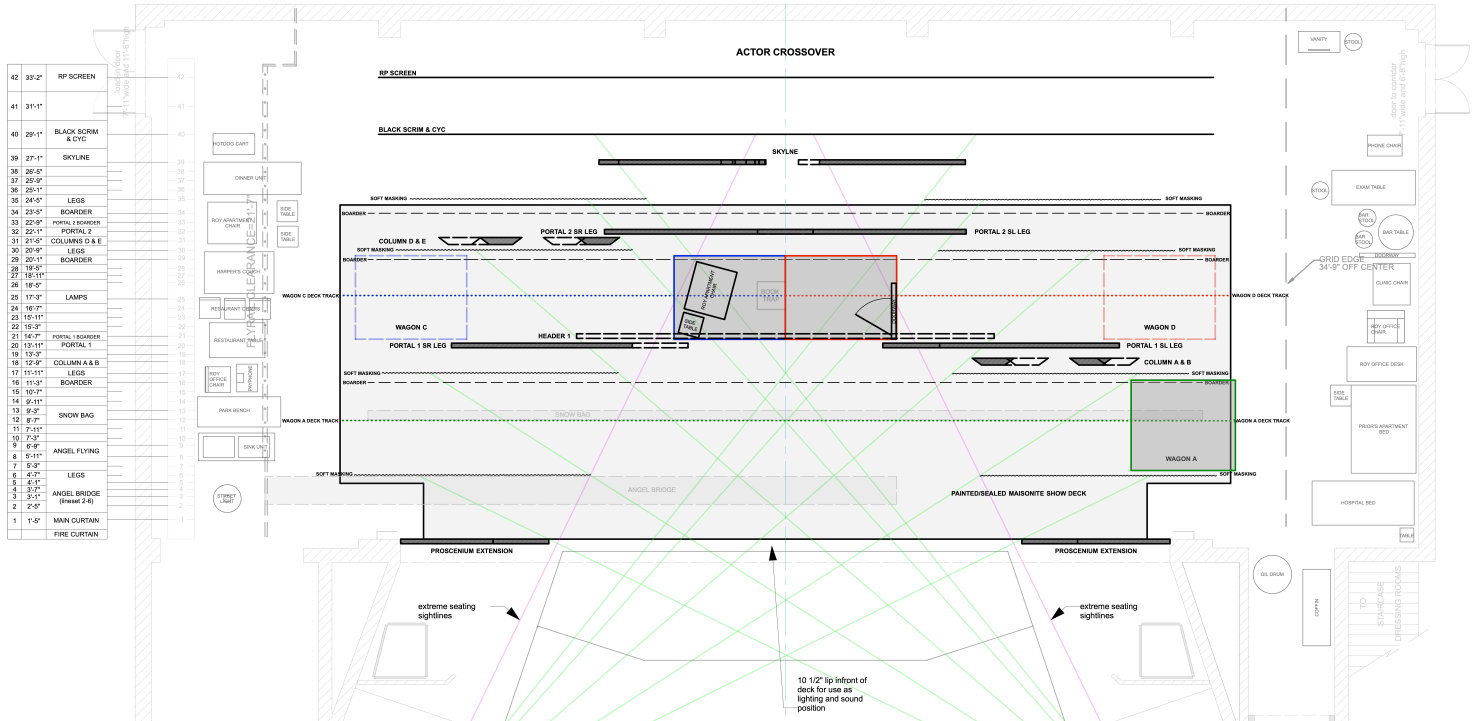 ACTOR CROSSOVER
RP SCREEN
BLACK SCRIM & CYC
SKYLNE
42 33'-2" RP SCREEN
41 31'-1"
40 29'-1" BLACK SCRIM & CYC
39 27'-1" SKYLINE
38 26'-5"
37 25'-9"
36 25'-1"
35 24'-5" LEGS
34 23'-5" BOARDER
33 22'-9" PORTAL 2 BOARDER
32 22'-1" PORTAL 2
31 21'-5" COLUMNS D & E
30 20'-9" LEGS
29 20'-1" BOARDER
28 19'-5"
27 18'-11"
26 18'-5"
25 17'-3" LAMPS
24 16'-7"
23 15'-11"
22 15'-3"
21 14'-7" PORTAL 1 BOARDER
20 13'-11" PORTAL 1
19 13'-3"
18 12'-9" COLUMN A & B
17 11'-11" LEGS
16 11'-3" BOARDER
15 10'-7"
14 9'-11"
13 9'-3"
SNOW BAG
12 8'-7"
11 7'-11"
10 7'-3"
9 6'-9"
ANGEL FLYING
8 5'-11"
7 5'-3"
6 4'-7" LEGS
5 4'-1"
4 3'-7"
3 3'-1" ANGEL BRIDGE
(lineset 2-6)
2 2'-5"
1 1'-5" MAIN CURTAIN
FIRE CURTAIN
HOTDOG CART
DINNER UNIT
ROY APARTMENT
CHAIR
SIDE
TABLE
SIDE
TABLE
HARPER'S COUCH
RESTAURANT TABLE
ROY
OFFICE
CHAIR
PAYPHONE
PARK BENCH
SINK UNIT
STREET
LIGHT
SOFT MASKING
SOFT MASKING
BOARDER
BOARDER
PORTAL 2 SR LEG
PORTAL 2 SL LEG
COLUMN D & E
SOFT MASKING
SOFT MASKING
BOARDER
BOARDER
ROY APARTMENT
CHAIR
BOOK
TRAP
WAGON C DECK TRACK
WAGON D DECK TRACK
WAGON C
SIDE
TABLE
WAGON D
HEADER 1
PORTAL 1 SR LEG
PORTAL 1 SL LEG
COLUMN A & B
SOFT MASKING
SOFT MASKING
BOARDER
BOARDER
SNOW BAG
WAGON A DECK TRACK
WAGON A DECK TRACK
WAGON A
SOFT MASKING
SOFT MASKING
ANGEL BRIDGE
PAINTED/SEALED MAISONITE SHOW DECK
PROSCENIUM EXTENSION
PROSCENIUM EXTENSION
extreme seating
sightlines
extreme seating
sightlines
10 1/2" lip infront of
deck for use as
lighting and sound
position
VANITY
STOOL
door to corridor
PHONE CHAIR
STOOL
EXAM TABLE
BAR
STOOL
BAR TABLE
BAR
STOOL
DOORWAY
GRID EDGE
34'-9" OFF CENTER
CLINIC CHAIR
ROY OFFICE
CHAIR
ROY OFFICE DESK
SIDE
TABLE
PRIOR'S APARTMENT
BED
HOSPITAL BED
TABLE
OIL DRUM
COFFIN
TO
STAIRCASE
DRESSING ROOMS